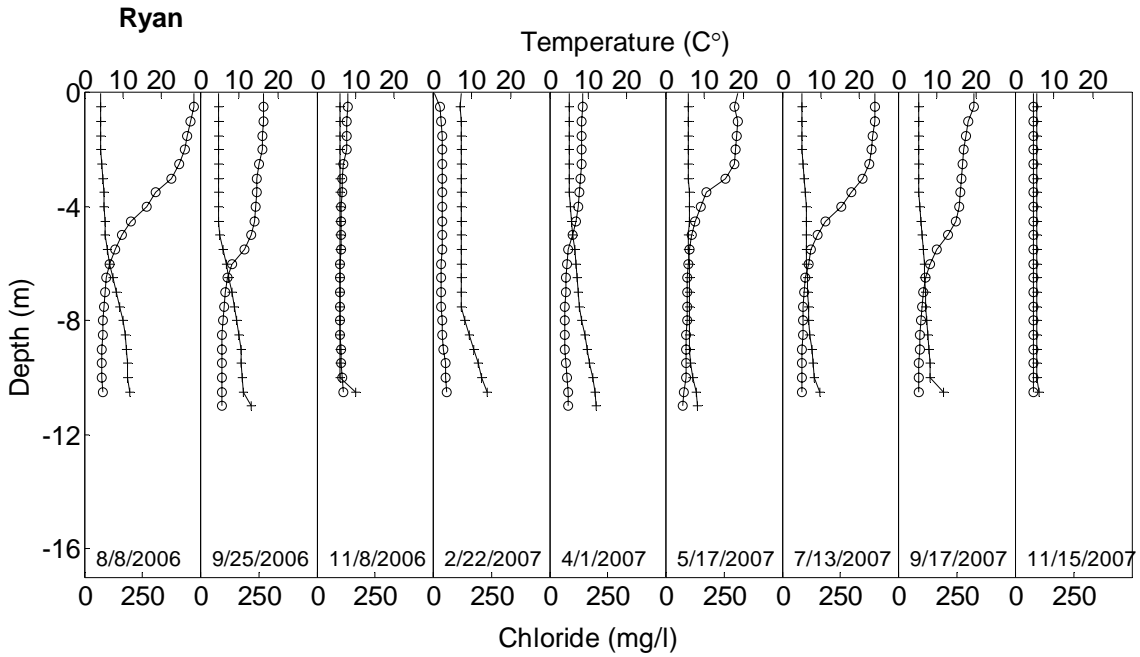 Ryan
Temperature (C°)
0 10 20 0 10 20 0 10 20 0 10 20 0 10 20 0 10 20 0 10 20 0 10 20 0 10 20
0
-4
-8
-12
-16
Depth (m)
8/8/2006 9/25/2006 11/8/2006 2/22/2007 4/1/2007 5/17/2007 7/13/2007 9/17/2007 11/15/2007
0 250 0 250 0 250 0 250 0 250 0 250 0 250 0 250 0 250
Chloride (mg/l)